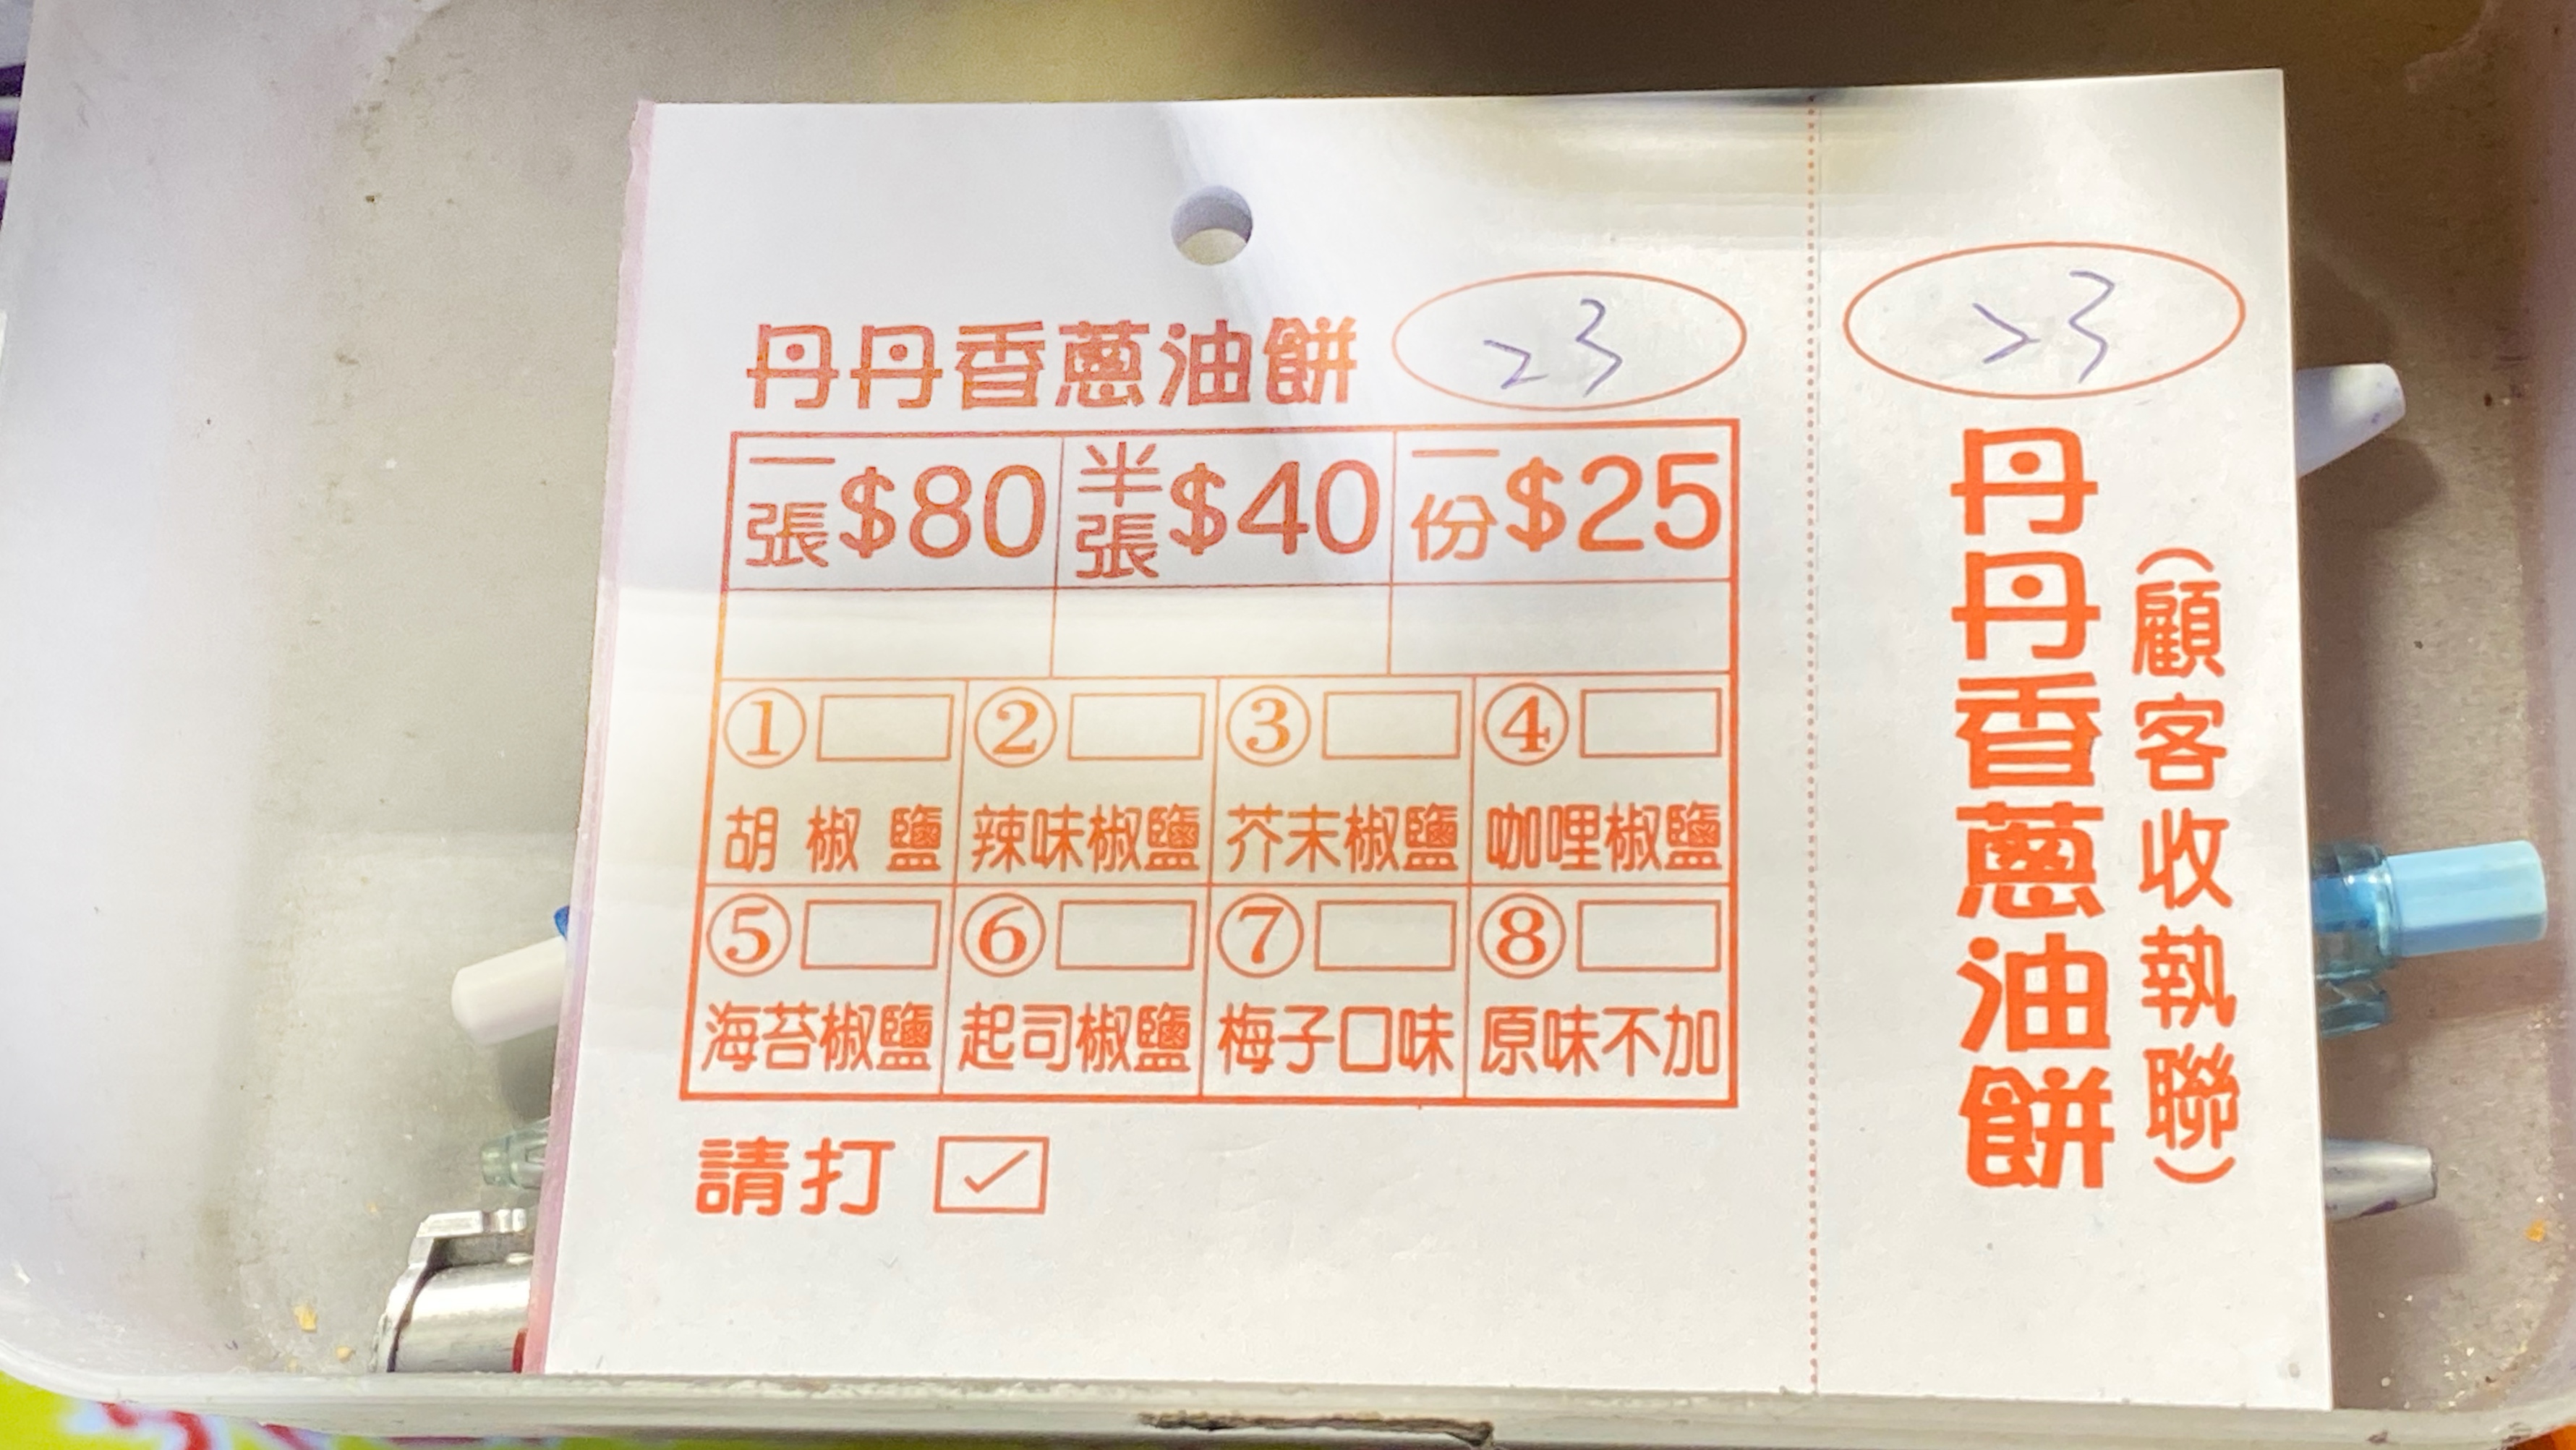 丹丹香蔥油餅 23
一張$80 半張$40 一份$25
① ② ③ ④
胡椒鹽 辣味椒鹽 芥末椒鹽 咖哩椒鹽
⑤ ⑥ ⑦ ⑧
海苔椒鹽 起司椒鹽 梅子口味 原味不加
請打 ✓
23
丹丹香蔥油餅
(顧客收執聯)